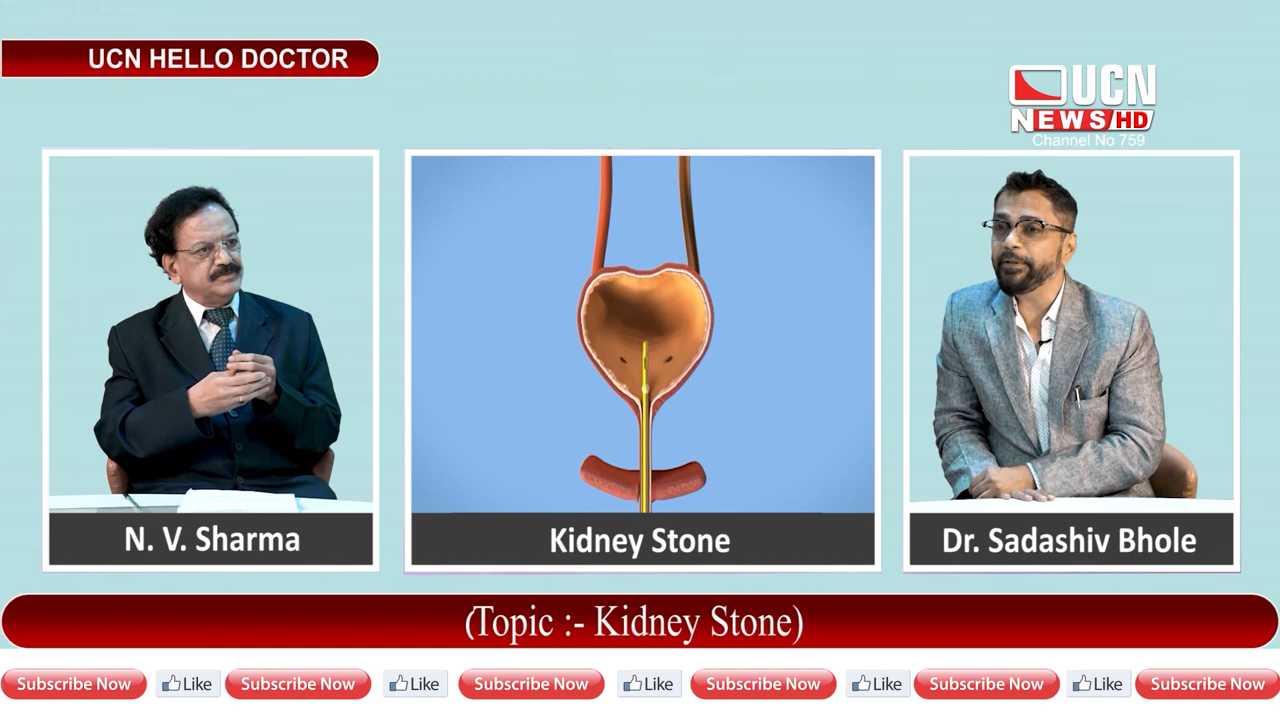 UCN HELLO DOCTOR
UCN
NEWS HD
Channel No 759
N. V. Sharma
Kidney Stone
Dr. Sadashiv Bhole
(Topic :- Kidney Stone)
Subscribe Now Like Subscribe Now Like Subscribe Now Like Subscribe Now Like Subscribe Now Like Subscribe Now